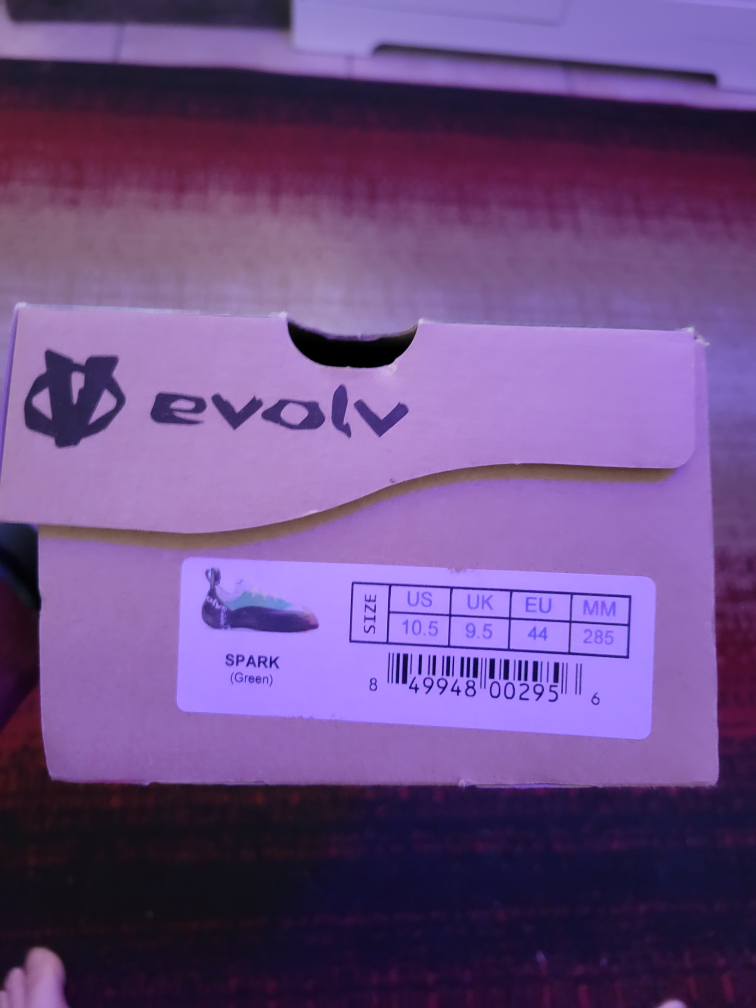 evolv
SIZE
US UK EU MM
10.5 9.5 44 285
SPARK
(Green)
8 49948 00295 6